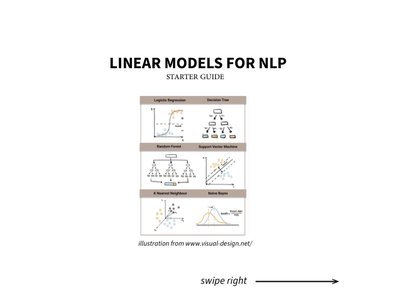 LINEAR MODELS FOR NLP
STARTER GUIDE
Logistic Regression
Decision Tree
Random Forest
Support Vector Machine
K Nearest Neighbour
Naive Bayes
illustration from www.visual-design.net/
swipe right